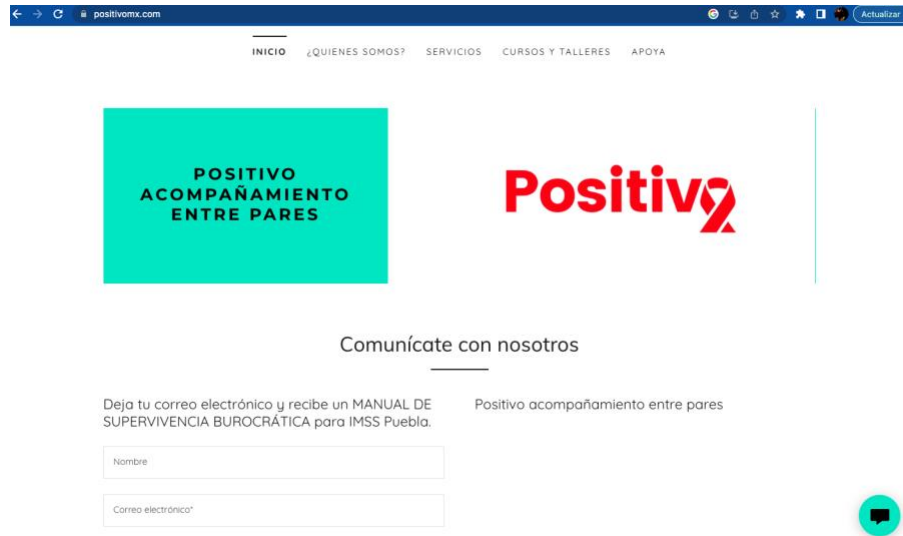 positivomx.com
Actualizar
INICIO ¿QUIENES SOMOS? SERVICIOS CURSOS Y TALLERES APOYA
POSITIVO
ACOMPAÑAMIENTO
ENTRE PARES
Positivo
Comunícate con nosotros
Deja tu correo electrónico y recibe un MANUAL DE
SUPERVIVENCIA BUROCRÁTICA para IMSS Puebla.
Positivo acompañamiento entre pares
Nombre
Correo electrónico*